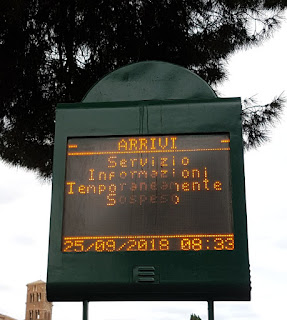 ARRIVI
Servizio
Informazioni
Temporaneamente
Sospeso
25/09/2018 08:33